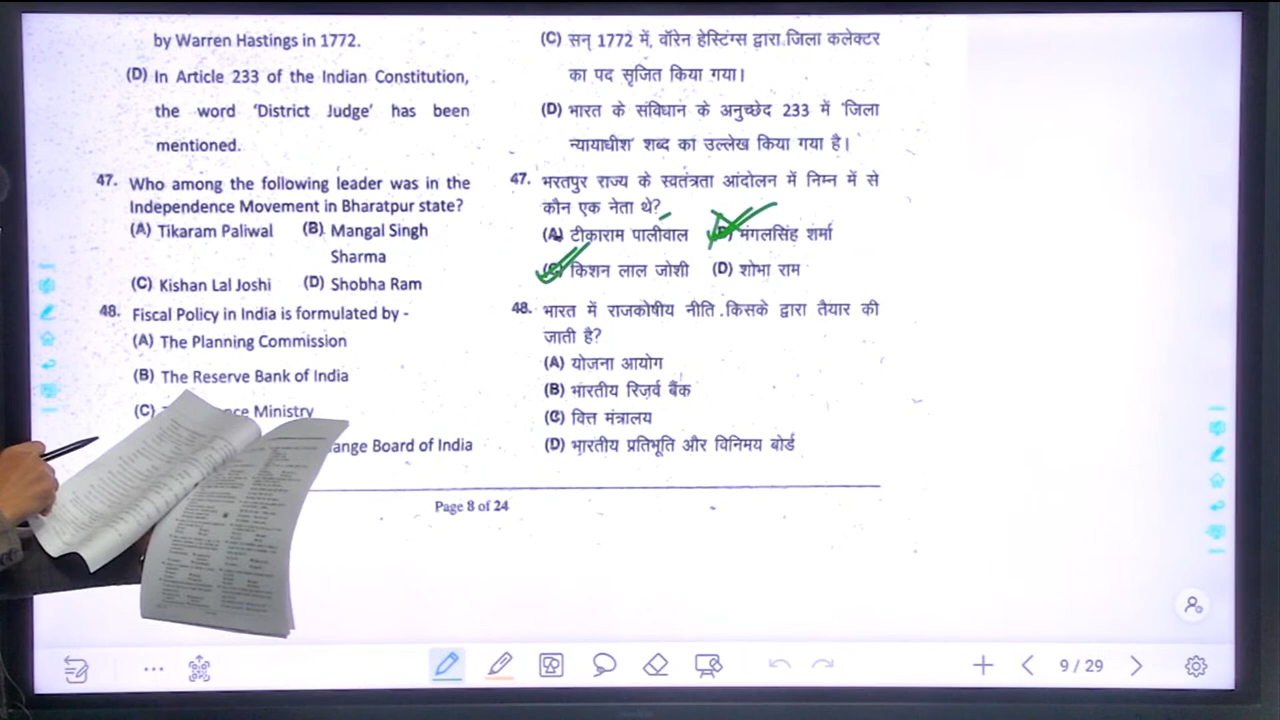 by Warren Hastings in 1772.
(D) In Article 233 of the Indian Constitution,
the word ‘District Judge’ has been
mentioned.
47. Who among the following leader was in the
Independence Movement in Bharatpur state?
(A) Tikaram Paliwal (B) Mangal Singh
Sharma
(C) Kishan Lal Joshi (D) Shobha Ram
48. Fiscal Policy in India is formulated by -
(A) The Planning Commission
(B) The Reserve Bank of India
(C) Ministry
Board of India
(C) सन् 1772 में, वॉरेन हेस्टिंग्स द्वारा जिला कलेक्टर
का पद सृजित किया गया।
(D) भारत के संविधान के अनुच्छेद 233 में ‘जिला
न्यायाधीश’ शब्द का उल्लेख किया गया है।
47. भरतपुर राज्य के स्वतंत्रता आंदोलन में निम्न में से
कौन एक नेता थे?
(A) टीकाराम पालीवाल मंगलसिंह शर्मा
(C) किशन लाल जोशी (D) शोभा राम
48. भारत में राजकोषीय नीति किसके द्वारा तैयार की
जाती है?
(A) योजना आयोग
(B) भारतीय रिज़र्व बैंक
(C) वित्त मंत्रालय
(D) भारतीय प्रतिभूति और विनिमय बोर्ड
Page 8 of 24
9 / 29